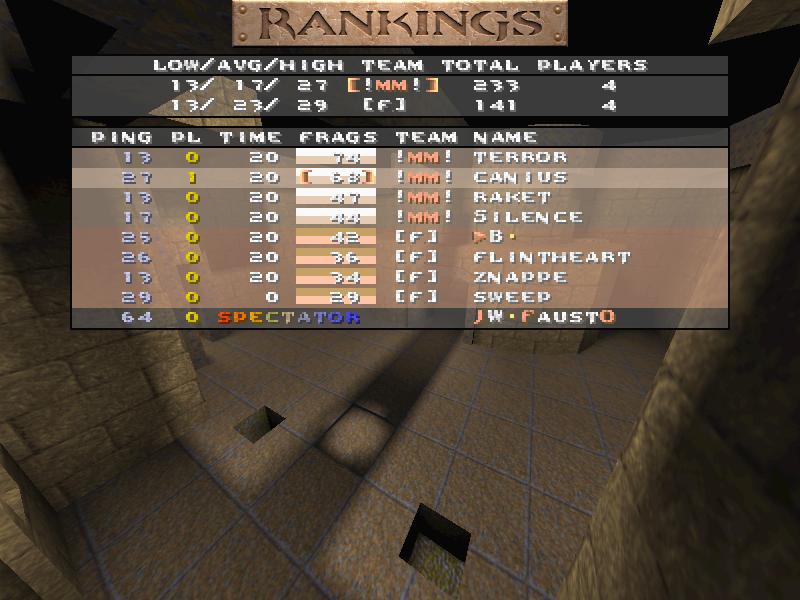 RANKINGS
LOW/AVG/HIGH TEAM TOTAL PLAYERS
13/ 17/ 27 [!MM!] 233 4
13/ 23/ 29 [F] 141 4
PING PL TIME FRAGS TEAM NAME
13 0 20 74 !MM! TERROR
27 1 20 [ 68] !MM! CANIUS
13 0 20 47 !MM! RAKET
17 0 20 44 !MM! SILENCE
25 0 20 42 [F] >B·
26 0 20 36 [F] FLINTHEART
13 0 20 34 [F] ZNAPPE
29 0 0 29 [F] SWEEP
64 0 SPECTATOR JW·FAUSTO